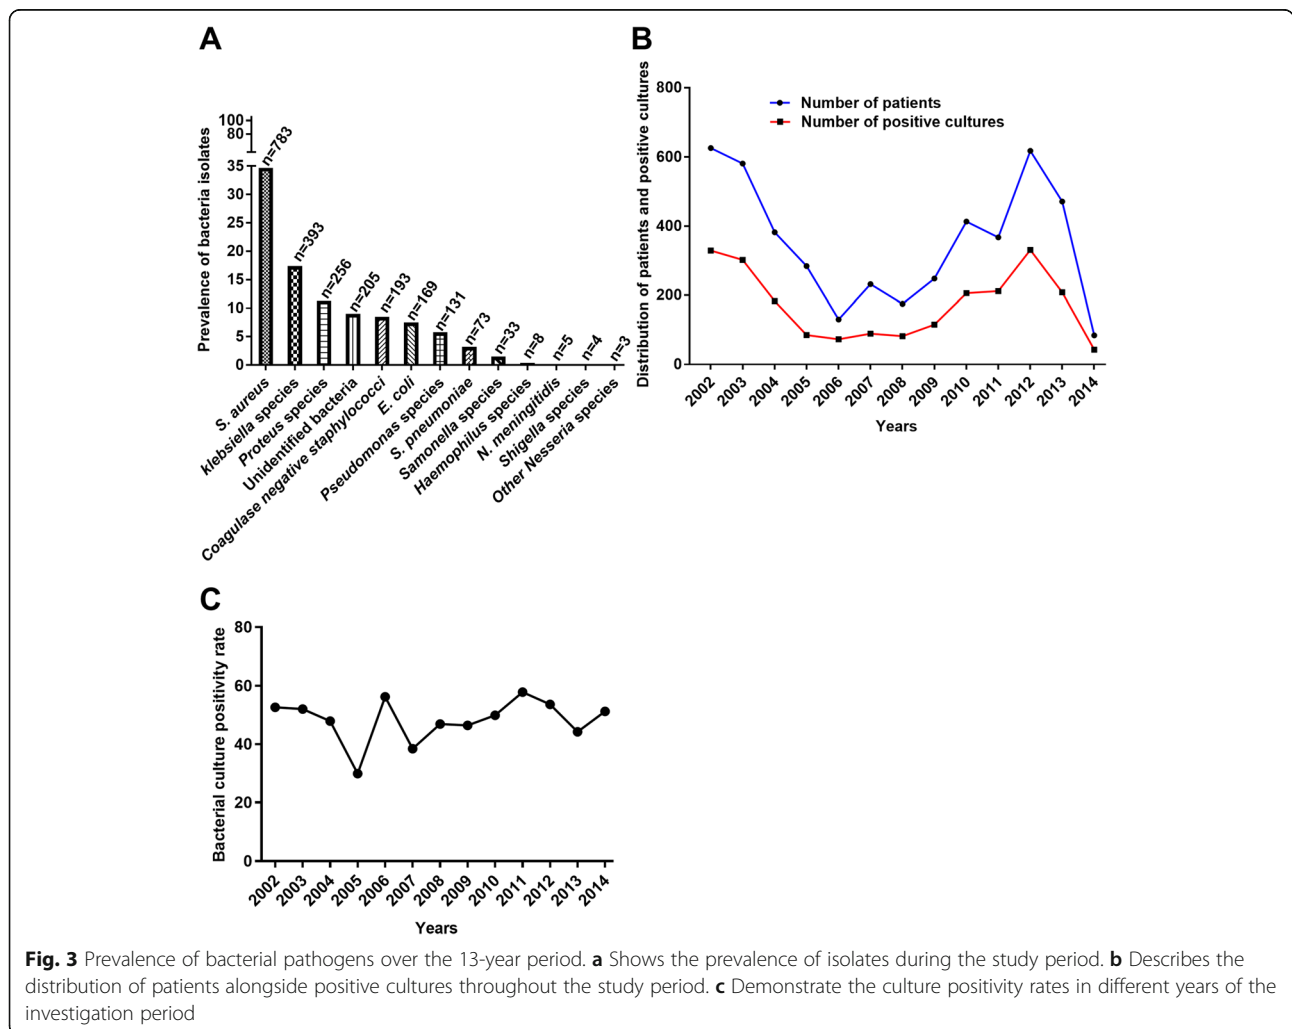 A
Prevalence of bacteria isolates
100
80
35
30
25
20
15
10
5
0
n=783
n=393
n=256
n=205
n=193
n=169
n=131
n=73
n=33
n=8
n=5
n=4
n=3
S. aureus
klebsiella species
Proteus species
Unidentified bacteria
Coagulase negative staphylococci
E. coli
Pseudomonas species
S. pneumoniae
Samonella species
Haemophilus species
N. meningitidis
Shigella species
Other Nesseria species
B
Distribution of patients and positive cultures
800
600
400
200
0
Number of patients
Number of positive cultures
2002
2003
2004
2005
2006
2007
2008
2009
2010
2011
2012
2013
2014
Years
C
Bacterial culture positivity rate
80
60
40
20
0
2002
2003
2004
2005
2006
2007
2008
2009
2010
2011
2012
2013
2014
Years
Fig. 3 Prevalence of bacterial pathogens over the 13-year period. a Shows the prevalence of isolates during the study period. b Describes the
distribution of patients alongside positive cultures throughout the study period. c Demonstrate the culture positivity rates in different years of the
investigation period